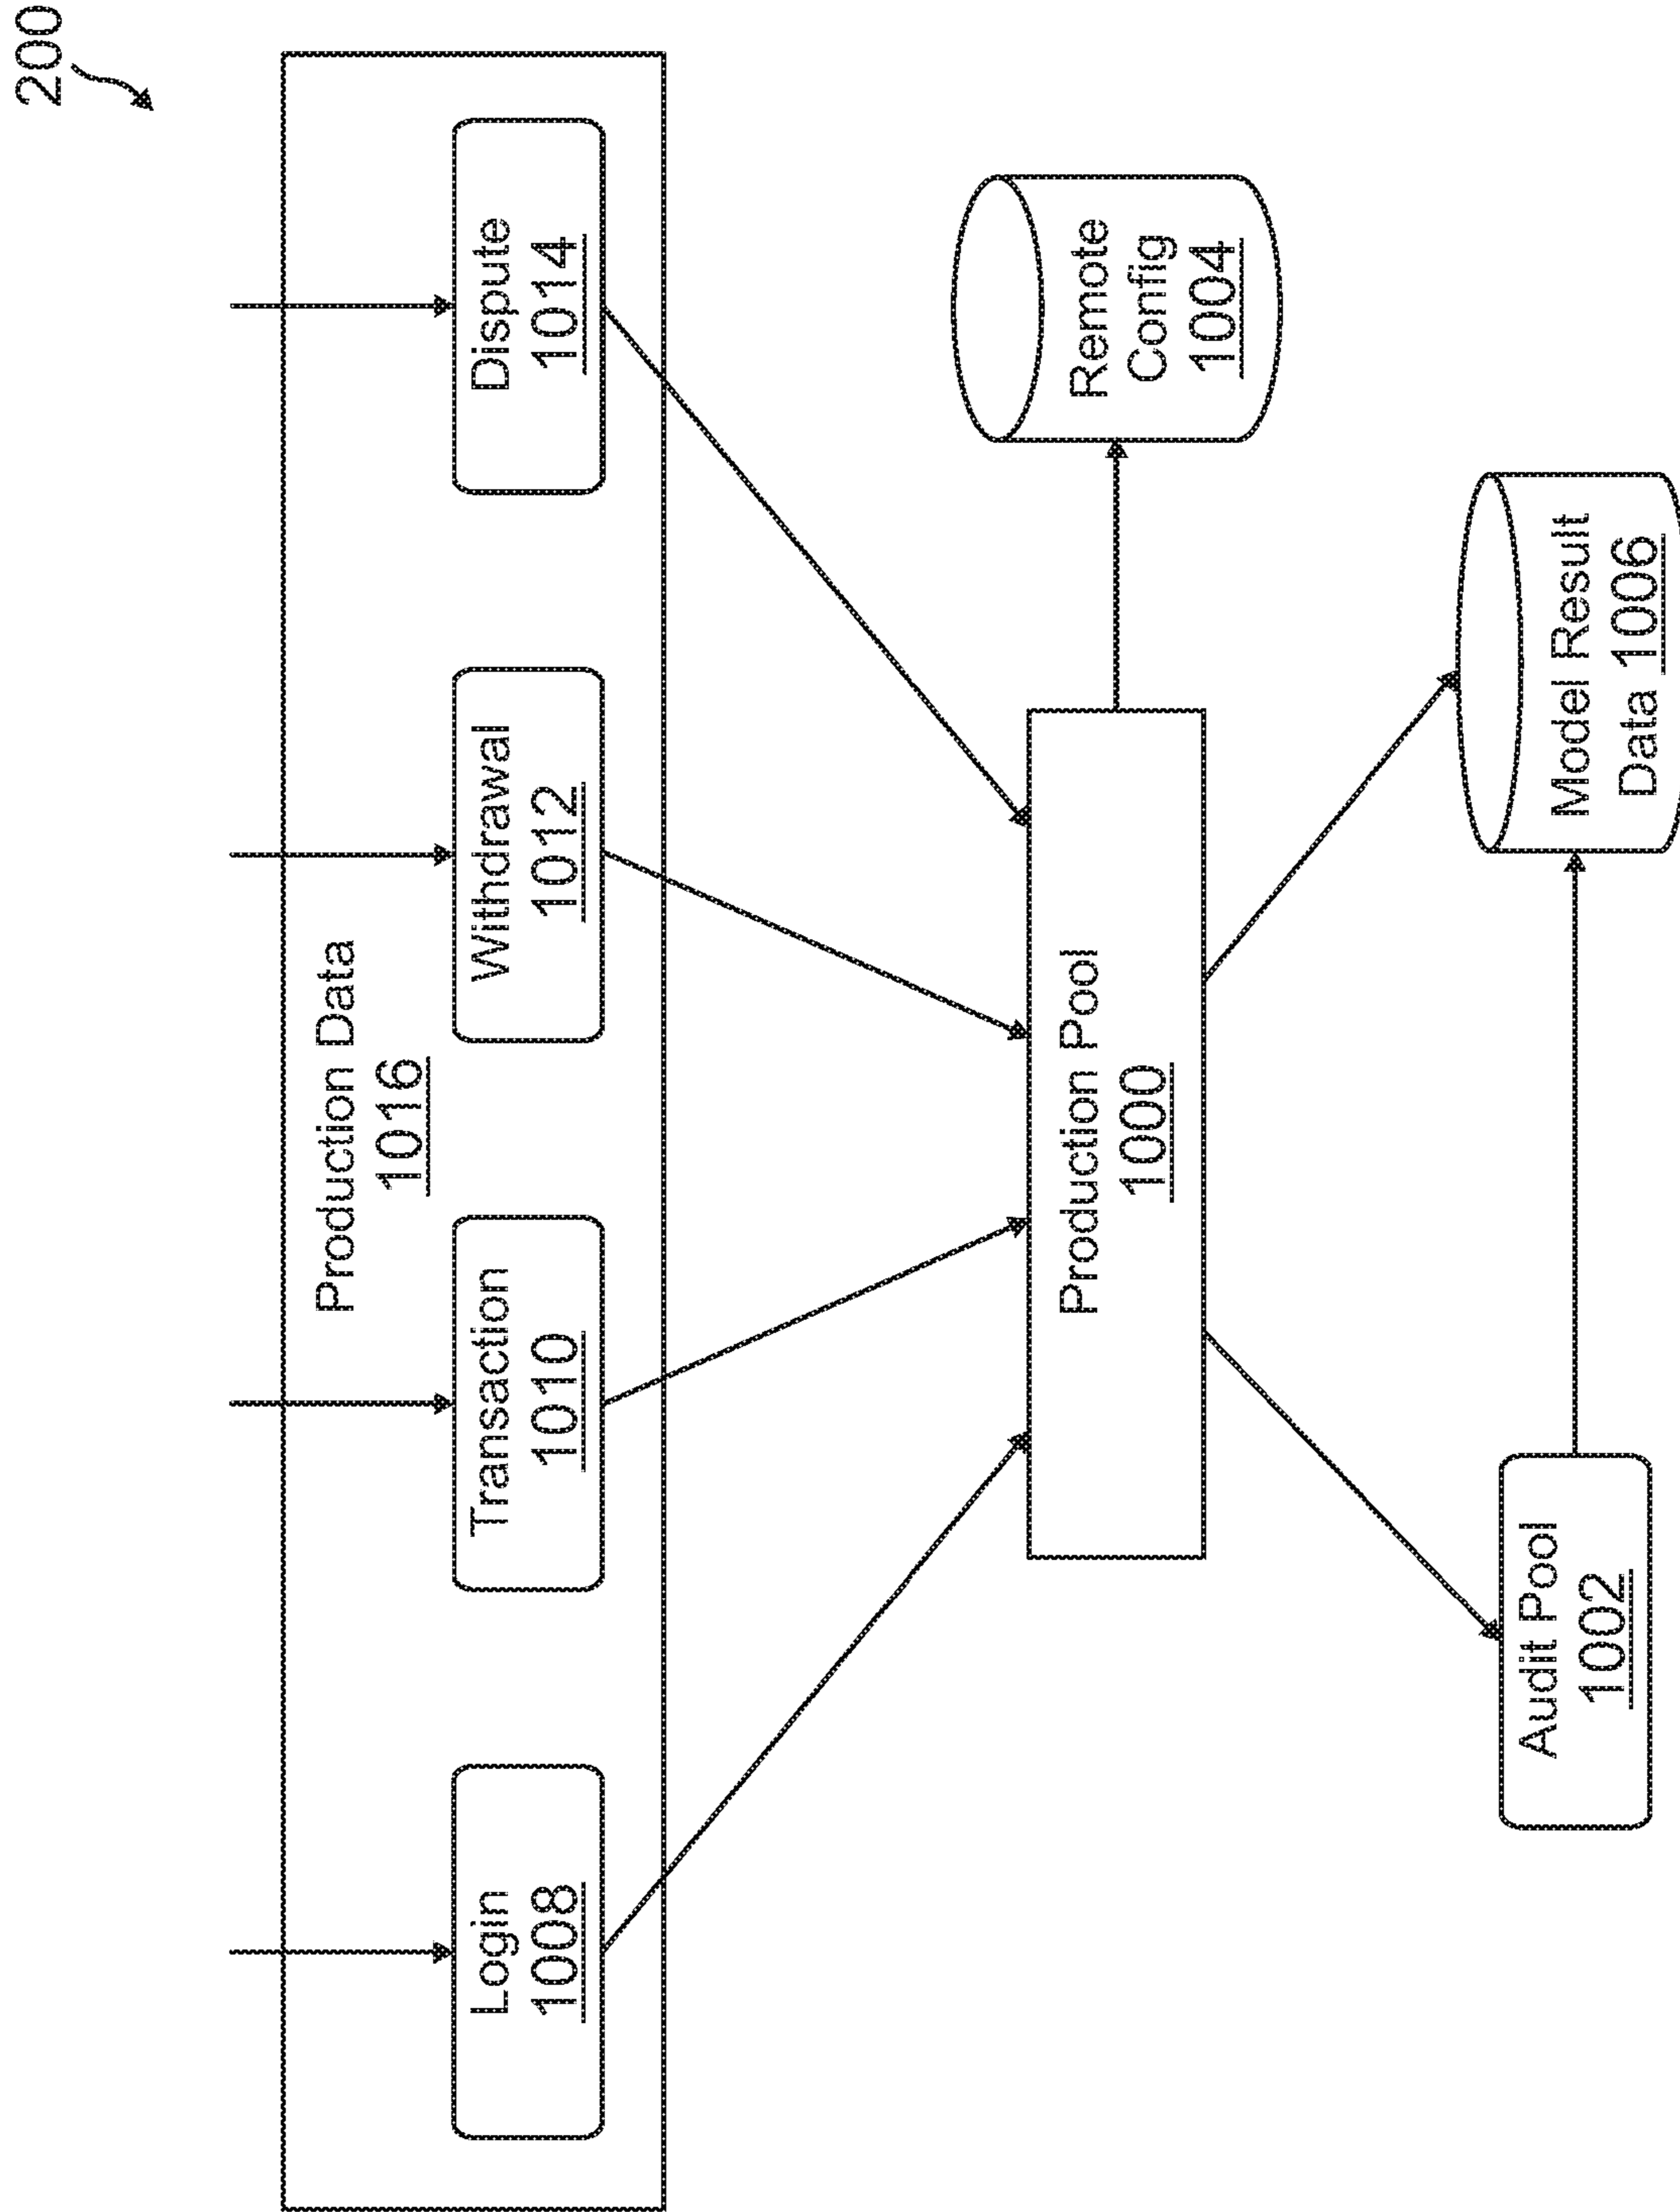 200
Production Data
1016
Login
1008
Transaction
1010
Withdrawal
1012
Dispute
1014
Production Pool
1000
Remote
Config
1004
Audit Pool
1002
Model Result
Data 1006